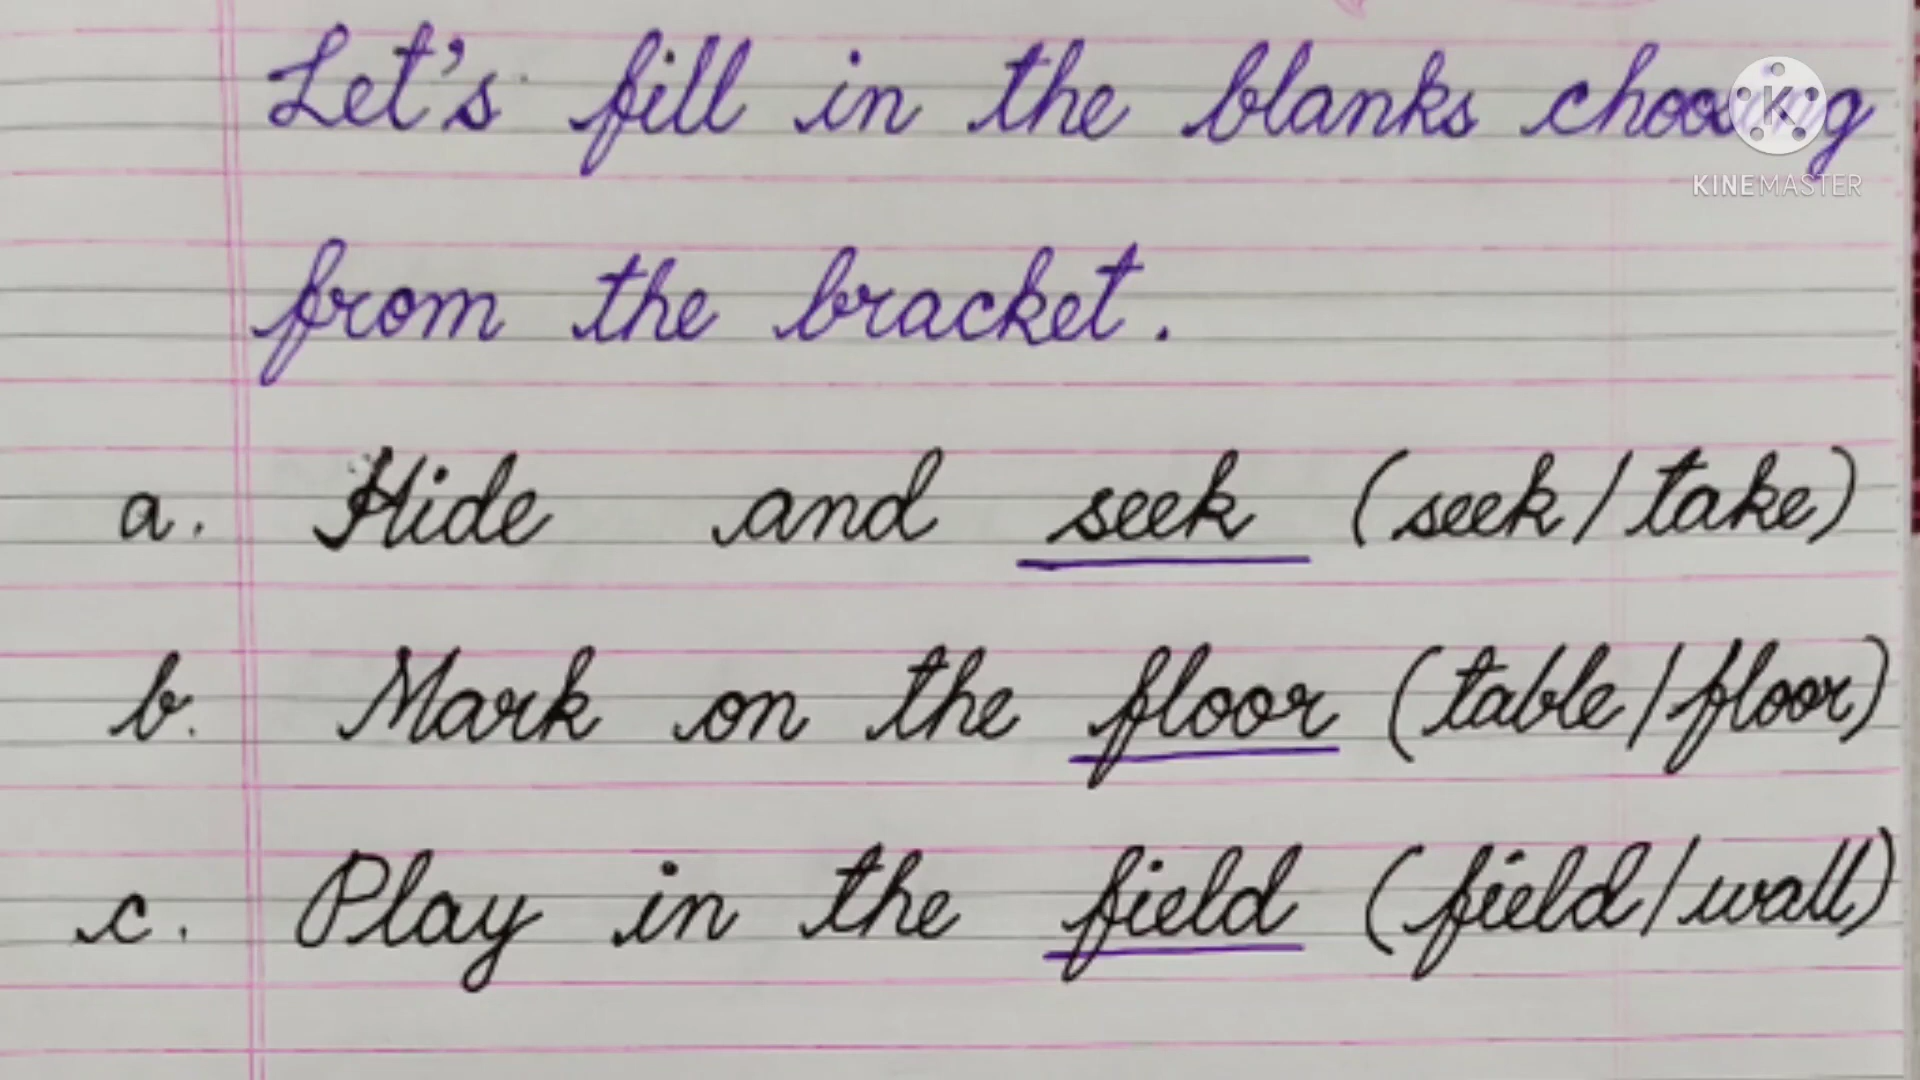 Let's fill in the blanks choosing
KINEMASTER
from the bracket.
a. Hide and seek (seek/take)
b. Mark on the floor (table/floor)
c. Play in the field (field/wall)